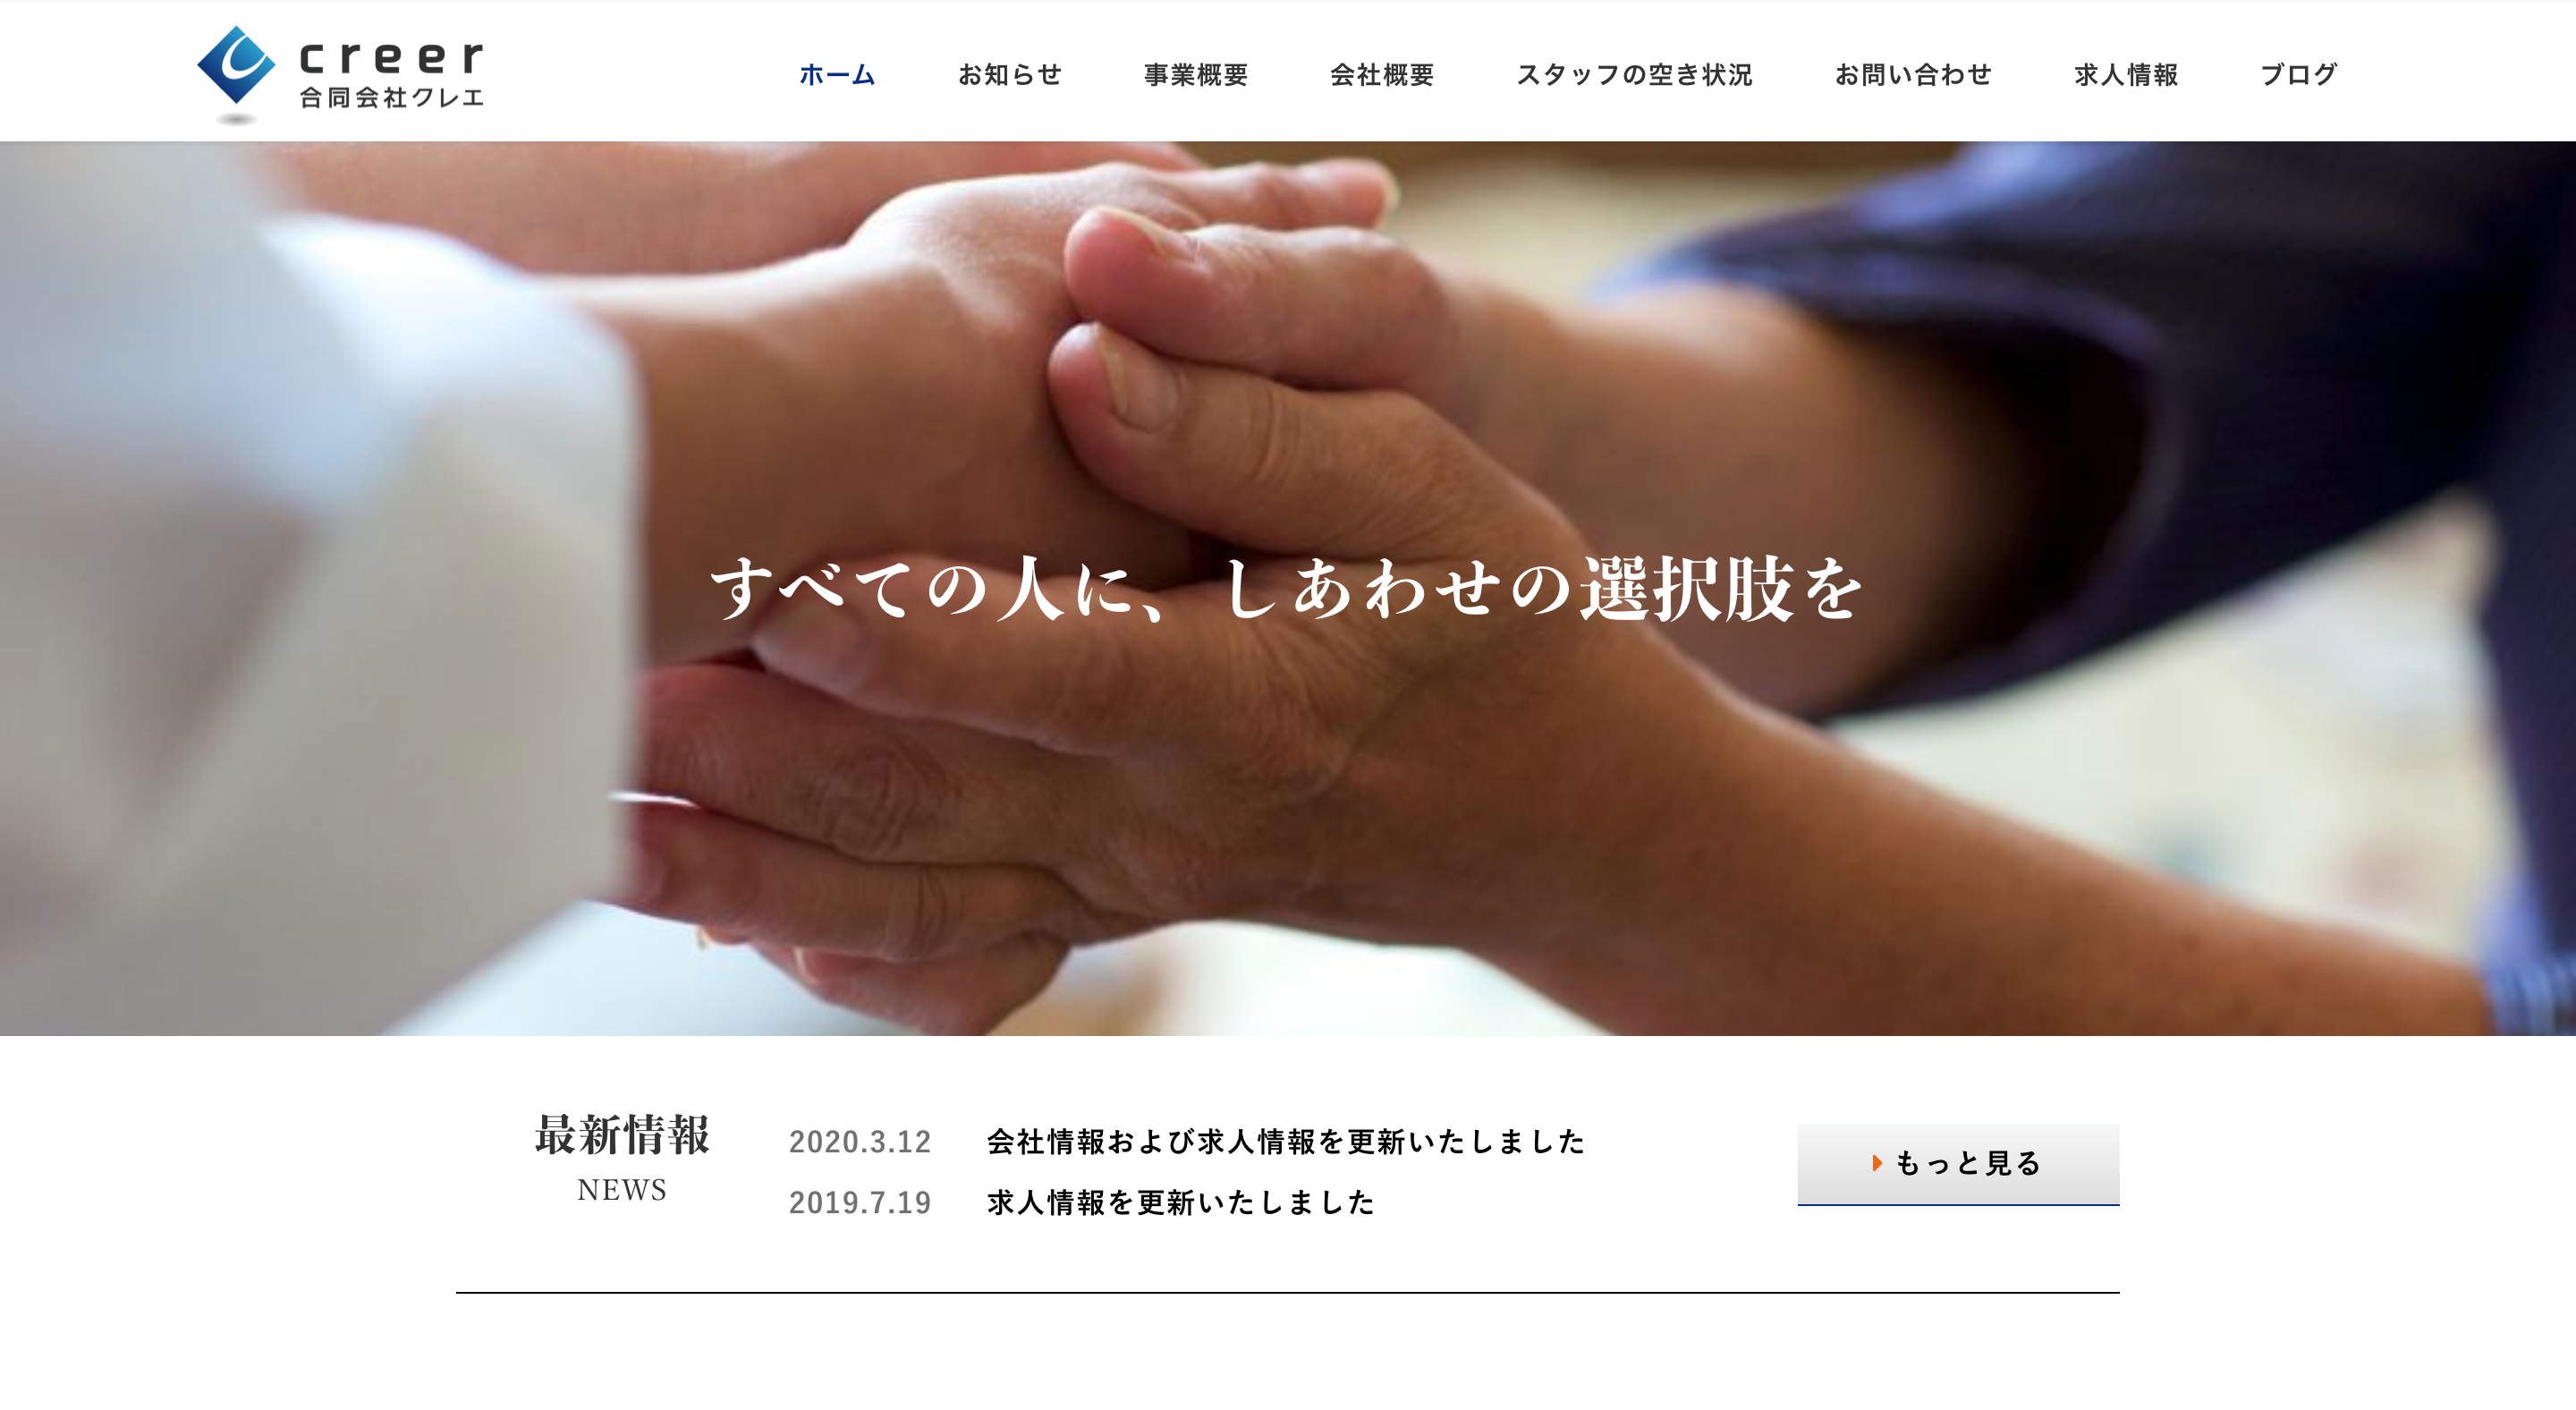 creer
合同会社クレエ
ホーム お知らせ 事業概要 会社概要 スタッフの空き状況 お問い合わせ 求人情報 ブログ
すべての人に、しあわせの選択肢を
最新情報
NEWS
2020.3.12 会社情報および求人情報を更新いたしました
2019.7.19 求人情報を更新いたしました
もっと見る